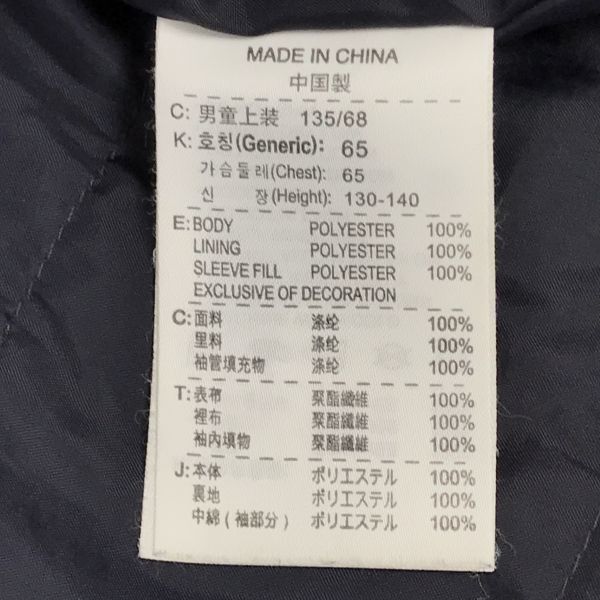 MADE IN CHINA
中国製
C: 男童上装 135/68
K: 호칭(Generic): 65
가슴둘레(Chest): 65
신 장(Height): 130-140
E: BODY POLYESTER 100%
LINING POLYESTER 100%
SLEEVE FILL POLYESTER 100%
EXCLUSIVE OF DECORATION
C: 面料 涤纶 100%
里料 涤纶 100%
袖管填充物 涤纶 100%
T: 表布 聚酯纖維 100%
裡布 聚酯纖維 100%
袖內填物 聚酯纖維 100%
J: 本体 ポリエステル 100%
裏地 ポリエステル 100%
中綿(袖部分) ポリエステル 100%